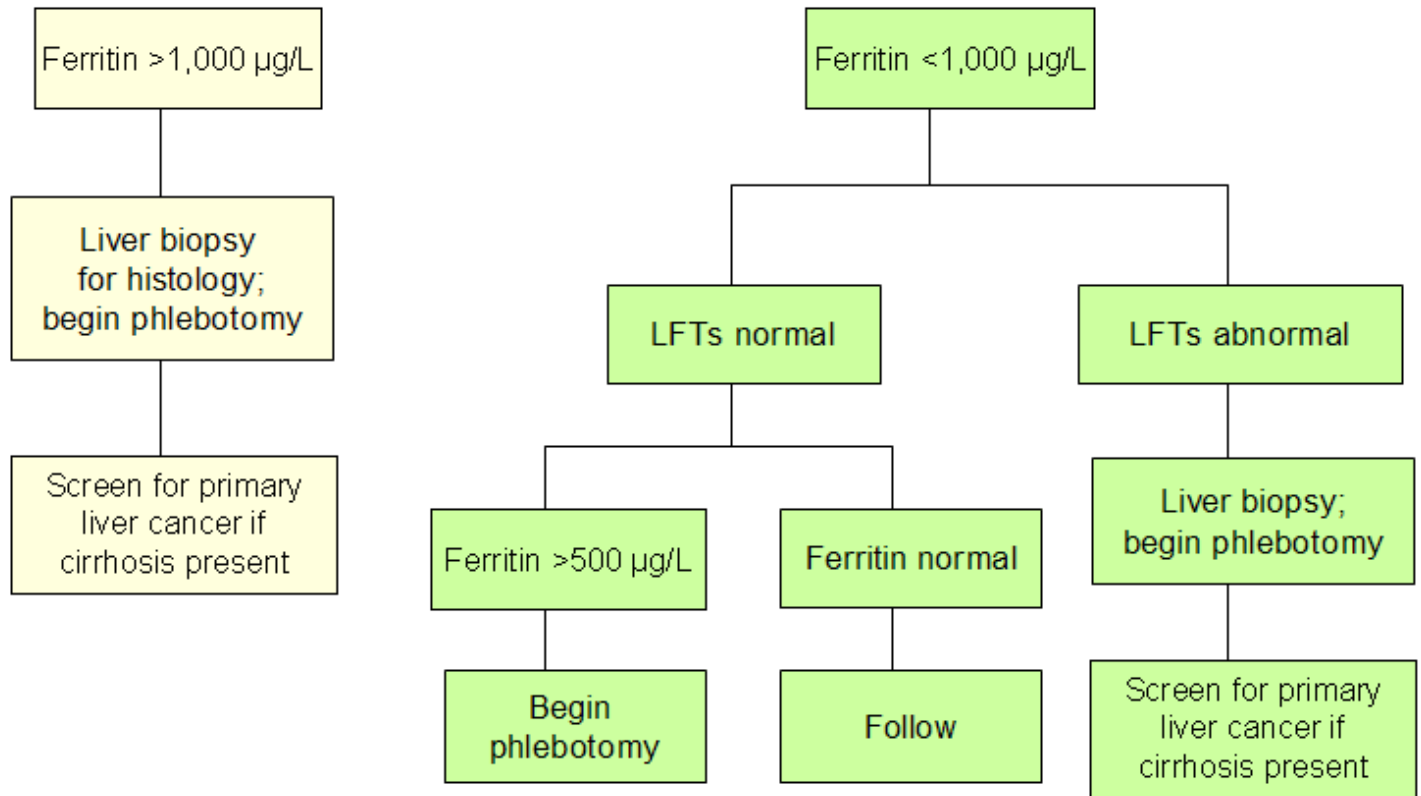 Ferritin >1,000 µg/L
Liver biopsy
for histology;
begin phlebotomy
Screen for primary
liver cancer if
cirrhosis present
Ferritin <1,000 µg/L
LFTs normal
Ferritin >500 µg/L
Begin
phlebotomy
Ferritin normal
Follow
LFTs abnormal
Liver biopsy;
begin phlebotomy
Screen for primary
liver cancer if
cirrhosis present